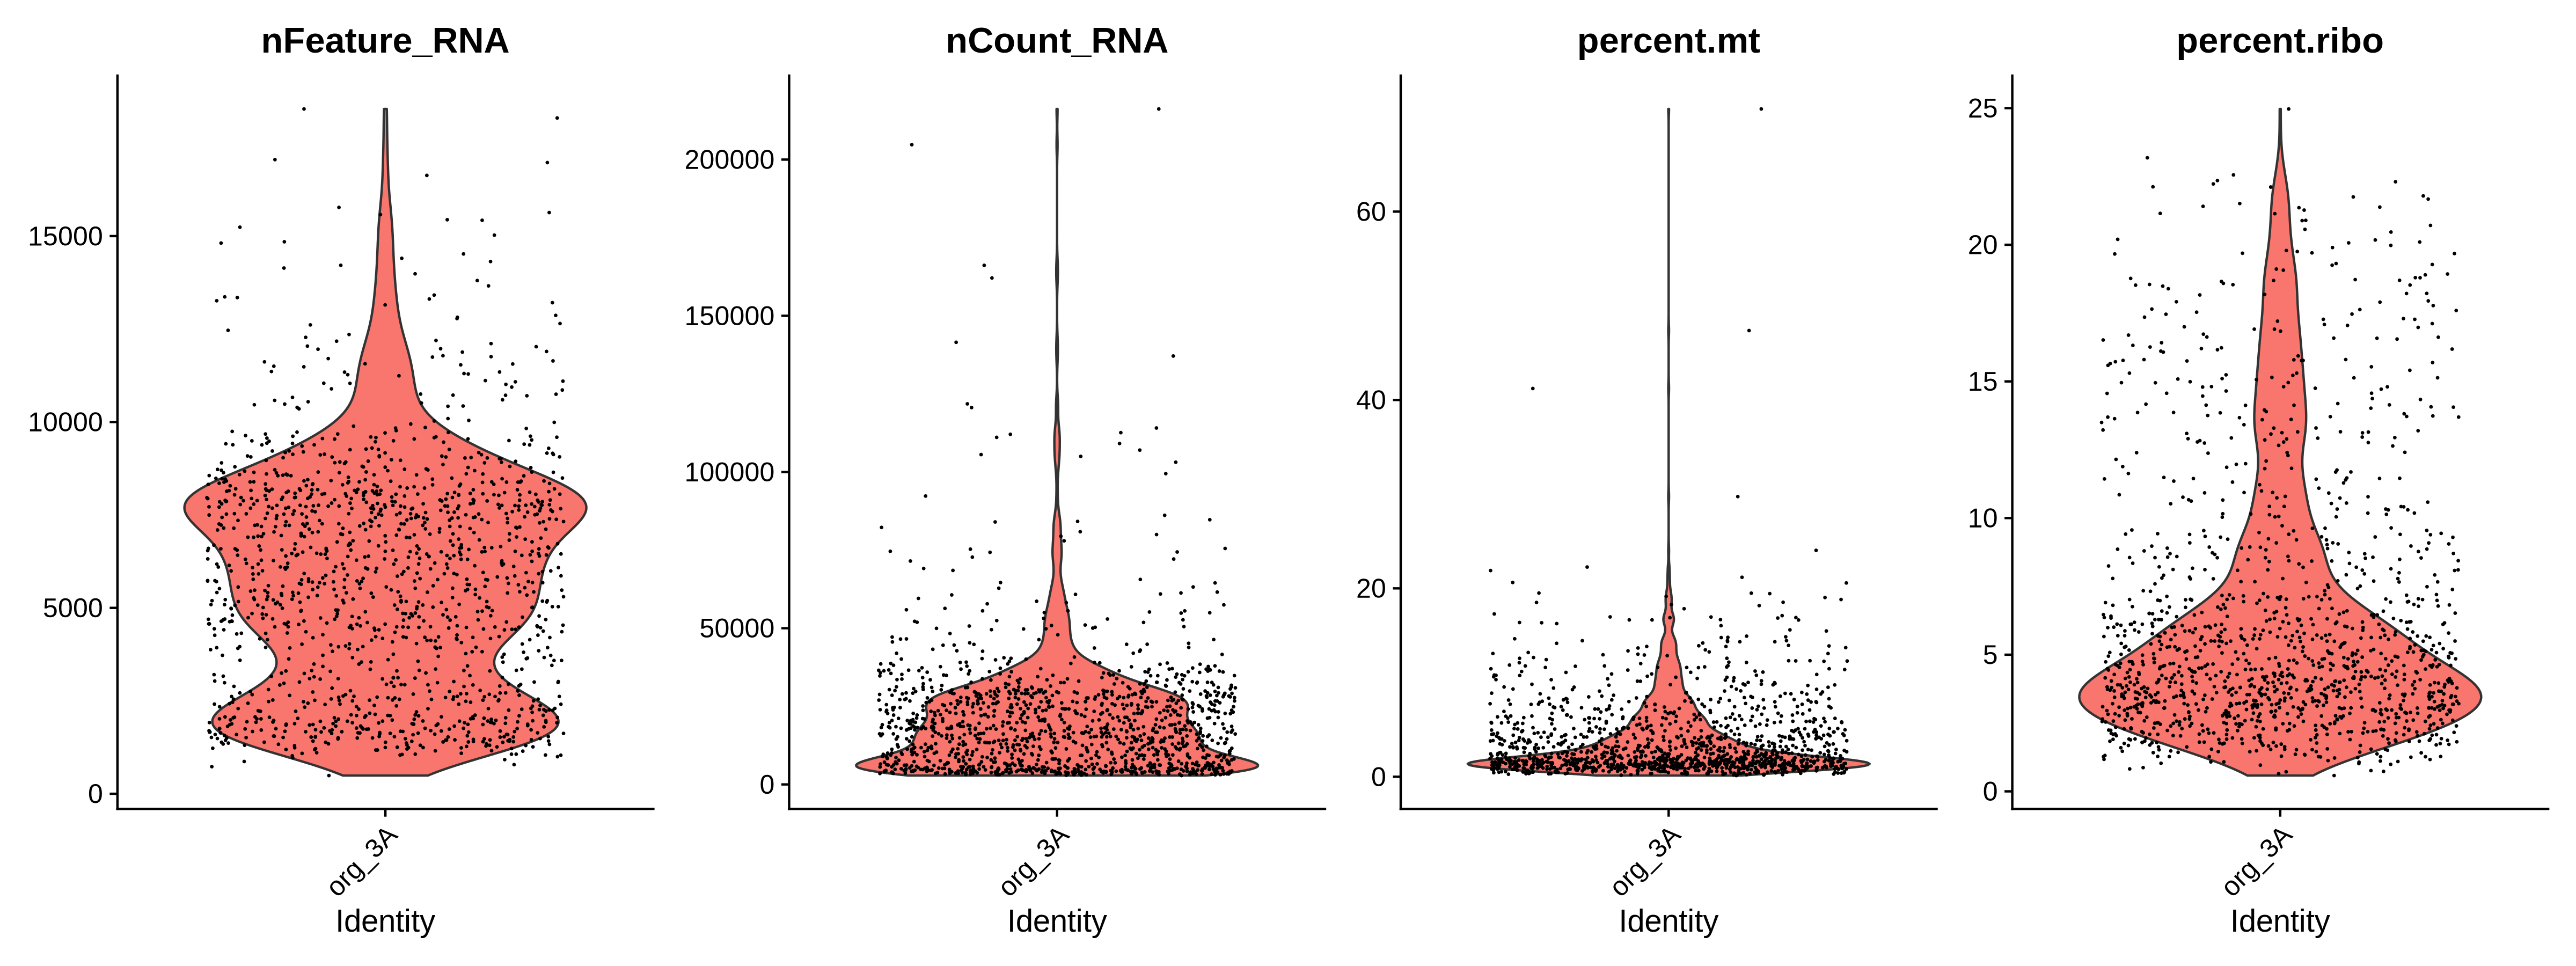 nFeature_RNA
15000
10000
5000
0
org_3A
Identity
nCount_RNA
200000
150000
100000
50000
0
org_3A
Identity
percent.mt
60
40
20
0
org_3A
Identity
percent.ribo
25
20
15
10
5
0
org_3A
Identity